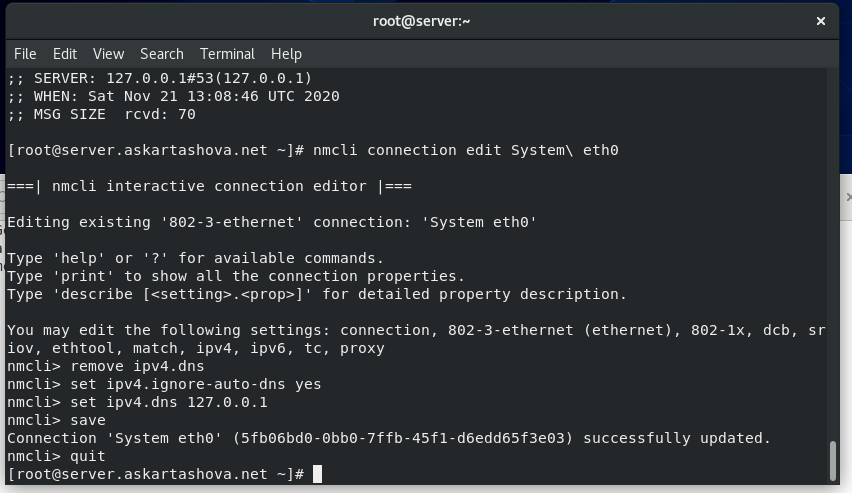 root@server:~
File Edit View Search Terminal Help
;; SERVER: 127.0.0.1#53(127.0.0.1)
;; WHEN: Sat Nov 21 13:08:46 UTC 2020
;; MSG SIZE  rcvd: 70
[root@server.askartashova.net ~]# nmcli connection edit System\ eth0
===| nmcli interactive connection editor |===
Editing existing '802-3-ethernet' connection: 'System eth0'
Type 'help' or '?' for available commands.
Type 'print' to show all the connection properties.
Type 'describe [<setting>.<prop>]' for detailed property description.
You may edit the following settings: connection, 802-3-ethernet (ethernet), 802-1x, dcb, sr
iov, ethtool, match, ipv4, ipv6, tc, proxy
nmcli> remove ipv4.dns
nmcli> set ipv4.ignore-auto-dns yes
nmcli> set ipv4.dns 127.0.0.1
nmcli> save
Connection 'System eth0' (5fb06bd0-0bb0-7ffb-45f1-d6edd65f3e03) successfully updated.
nmcli> quit
[root@server.askartashova.net ~]#